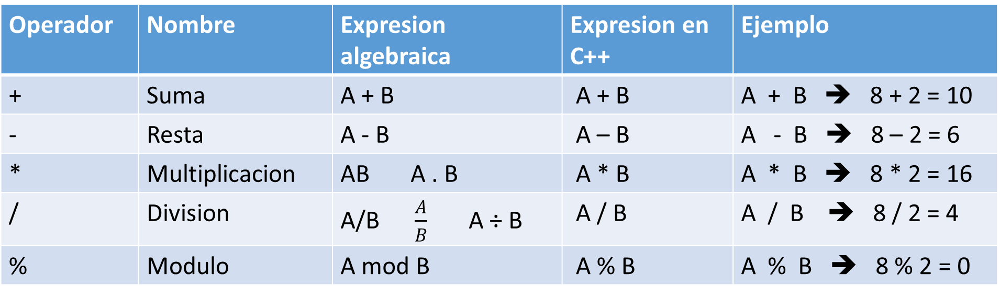 Operador Nombre Expresion algebraica Expresion en C++ Ejemplo
+ Suma A + B A + B A + B 🡲 8 + 2 = 10
- Resta A - B A – B A - B 🡲 8 – 2 = 6
* Multiplicacion AB A . B A * B A * B 🡲 8 * 2 = 16
/ Division A/B A/B A ÷ B A / B A / B 🡲 8 / 2 = 4
% Modulo A mod B A % B A % B 🡲 8 % 2 = 0